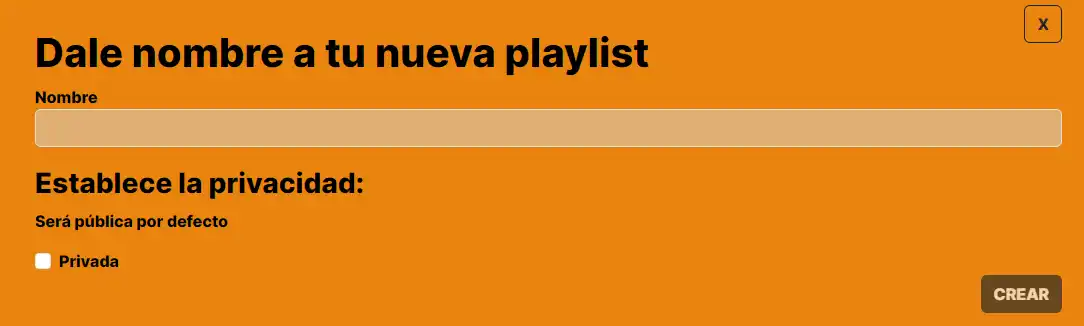 X
Dale nombre a tu nueva playlist
Nombre
Establece la privacidad:
Será pública por defecto
Privada
CREAR